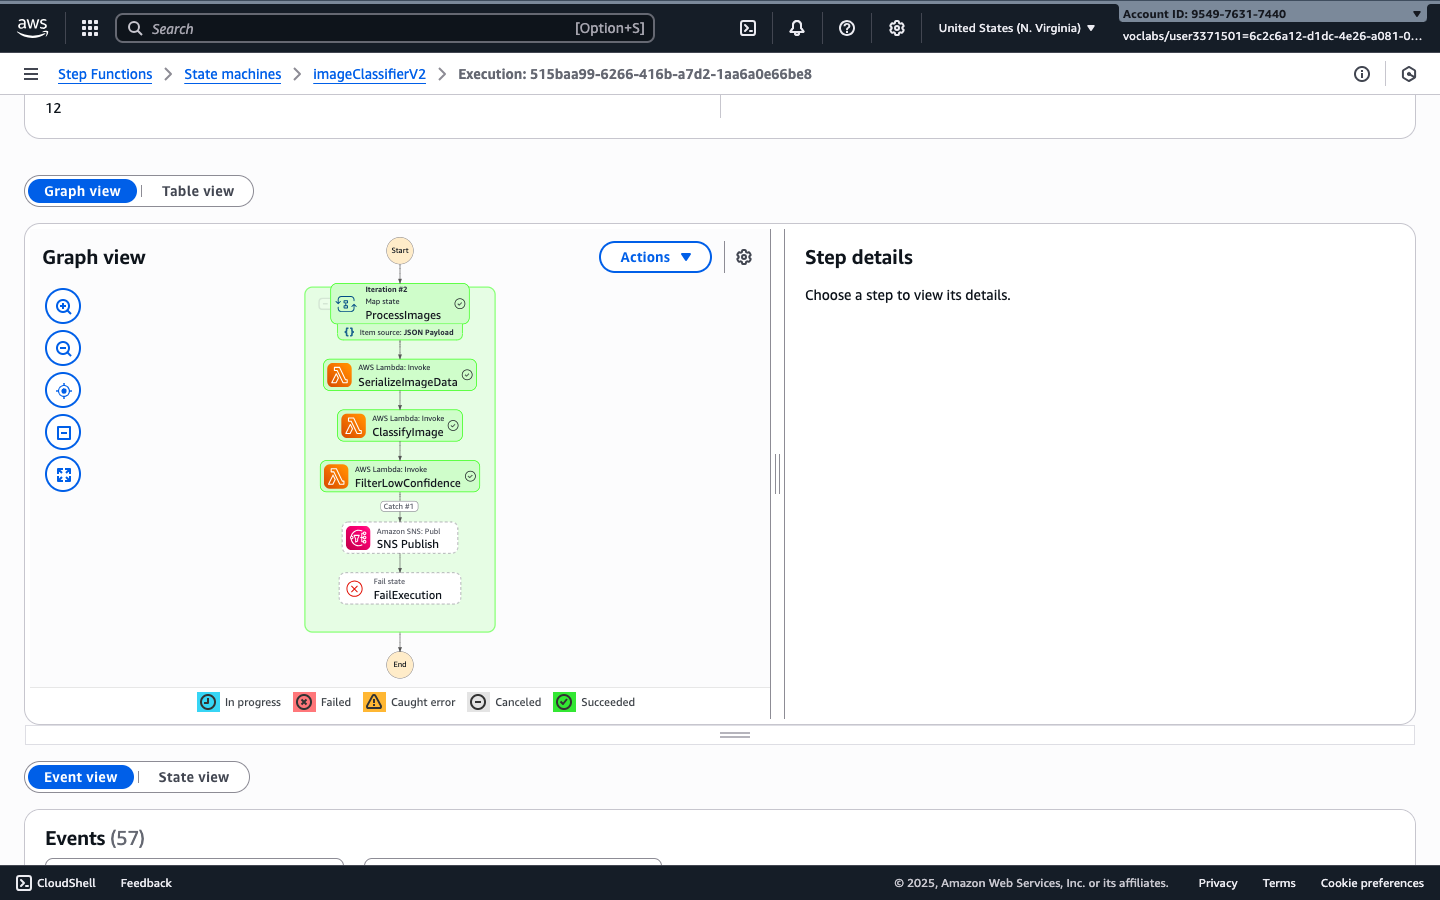 aws
Search
[Option+S]
United States (N. Virginia)
Account ID: 9549-7631-7440
voclabs/user3371501=6c2c6a12-d1dc-4e26-a081-0...
Step Functions
State machines
imageClassifierV2
Execution: 515baa99-6266-416b-a7d2-1aa6a0e66be8
12
Graph view
Table view
Graph view
Actions
Start
Iteration #2
Map state
ProcessImages
Item source: JSON Payload
AWS Lambda: Invoke
SerializeImageData
AWS Lambda: Invoke
ClassifyImage
AWS Lambda: Invoke
FilterLowConfidence
Catch #1
Amazon SNS: Publ
SNS Publish
Fail state
FailExecution
End
In progress
Failed
Caught error
Canceled
Succeeded
Step details
Choose a step to view its details.
Event view
State view
Events (57)
CloudShell
Feedback
© 2025, Amazon Web Services, Inc. or its affiliates.
Privacy
Terms
Cookie preferences